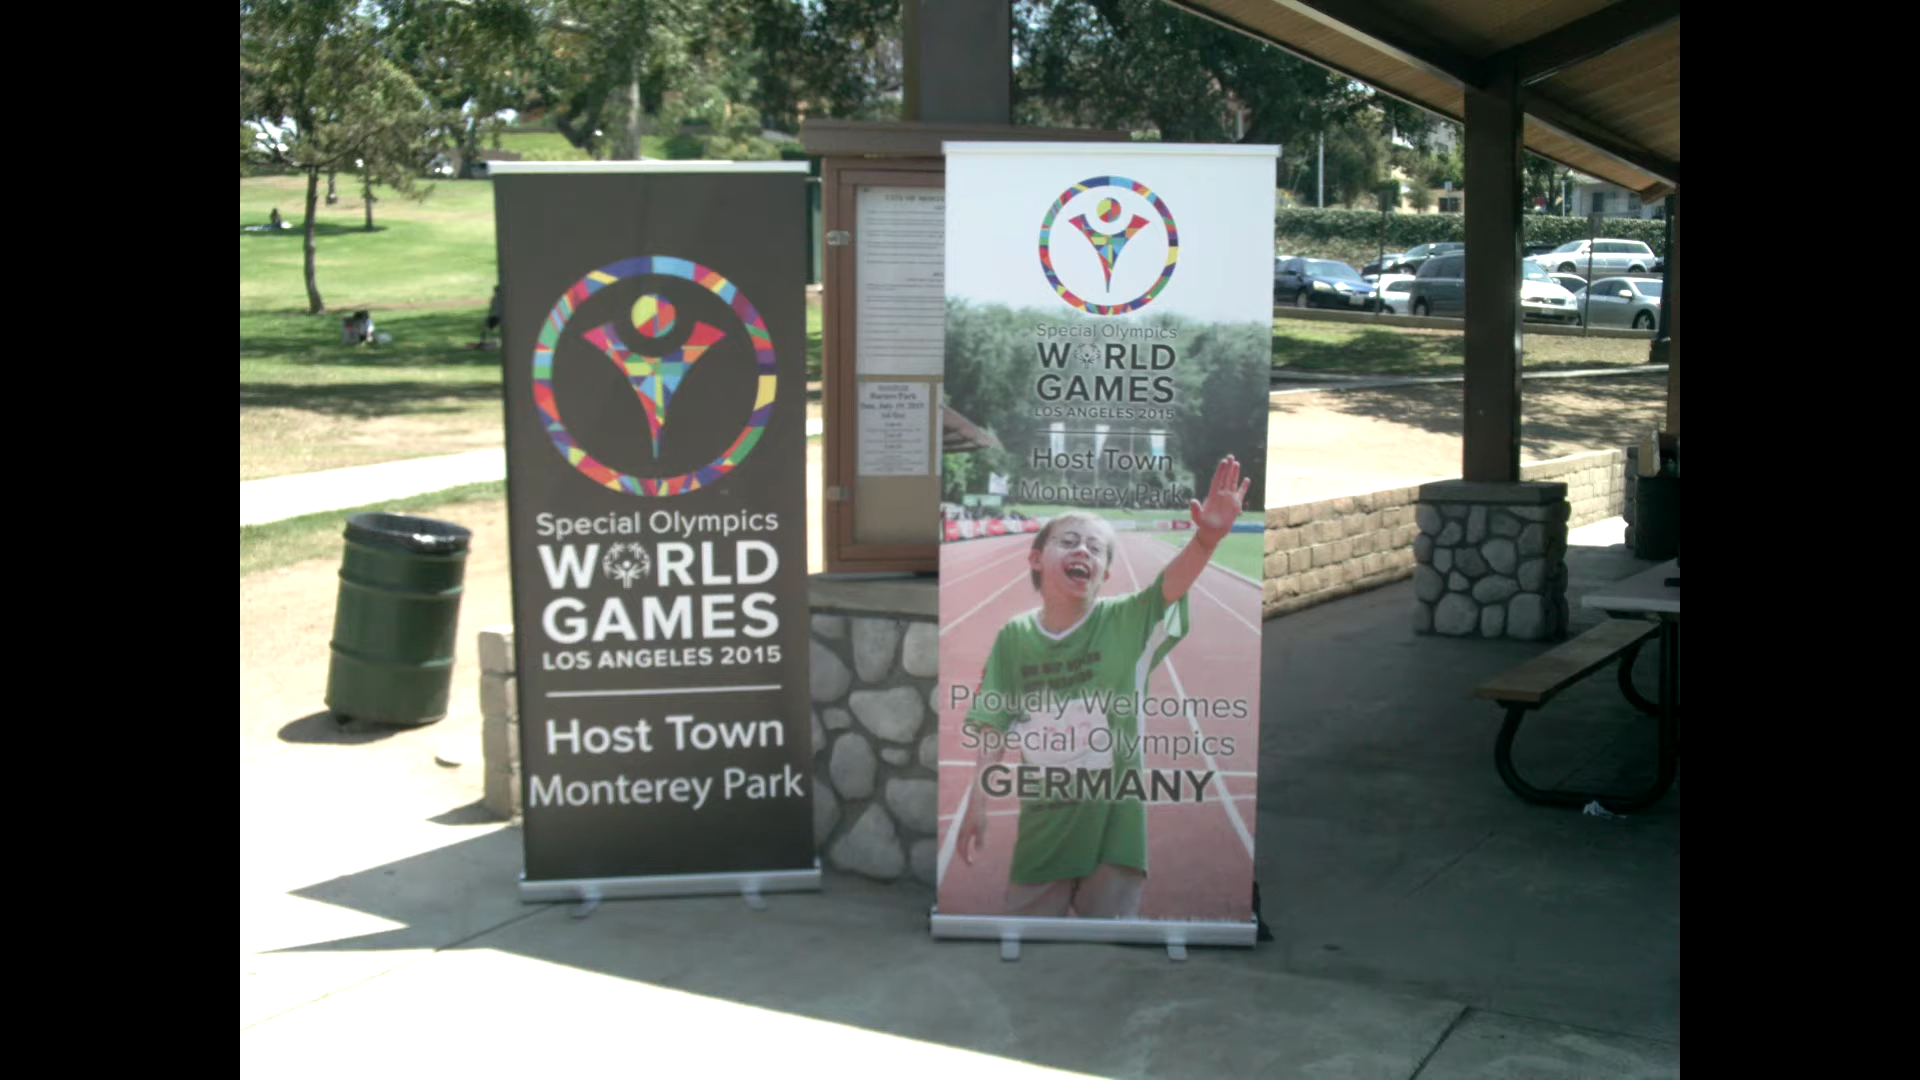 Special Olympics
WORLD
GAMES
LOS ANGELES 2015
Host Town
Monterey Park
Special Olympics
WORLD
GAMES
LOS ANGELES 2015
Host Town
Monterey Park
Proudly Welcomes
Special Olympics
GERMANY